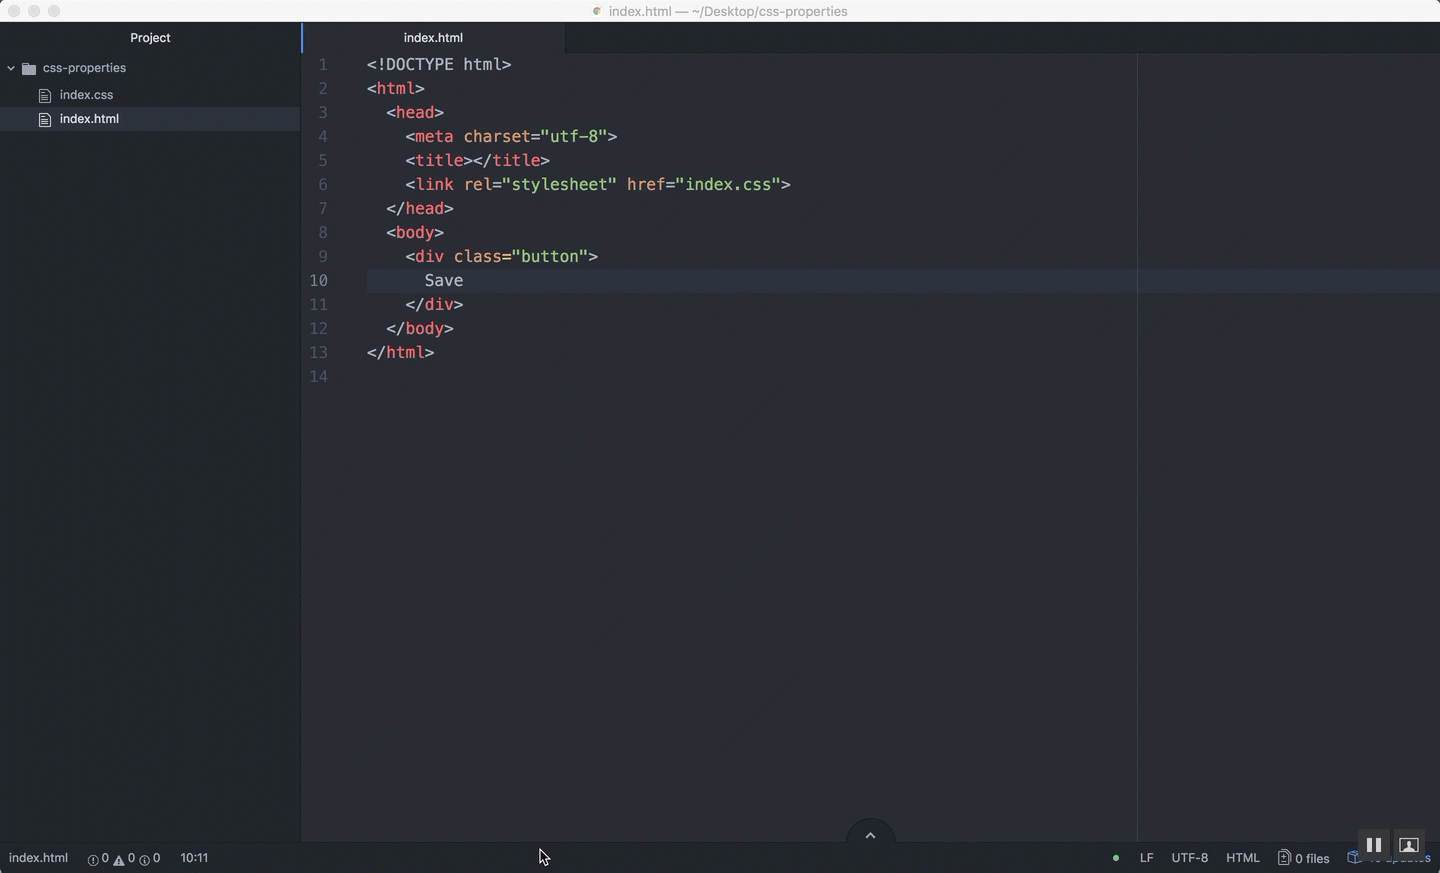 index.html — ~/Desktop/css-properties
Project
css-properties
index.css
index.html
index.html
1 <!DOCTYPE html>
2 <html>
3 <head>
4 <meta charset="utf-8">
5 <title></title>
6 <link rel="stylesheet" href="index.css">
7 </head>
8 <body>
9 <div class="button">
10 Save
11 </div>
12 </body>
13 </html>
14
index.html 0 0 0 10:11 LF UTF-8 HTML 0 files